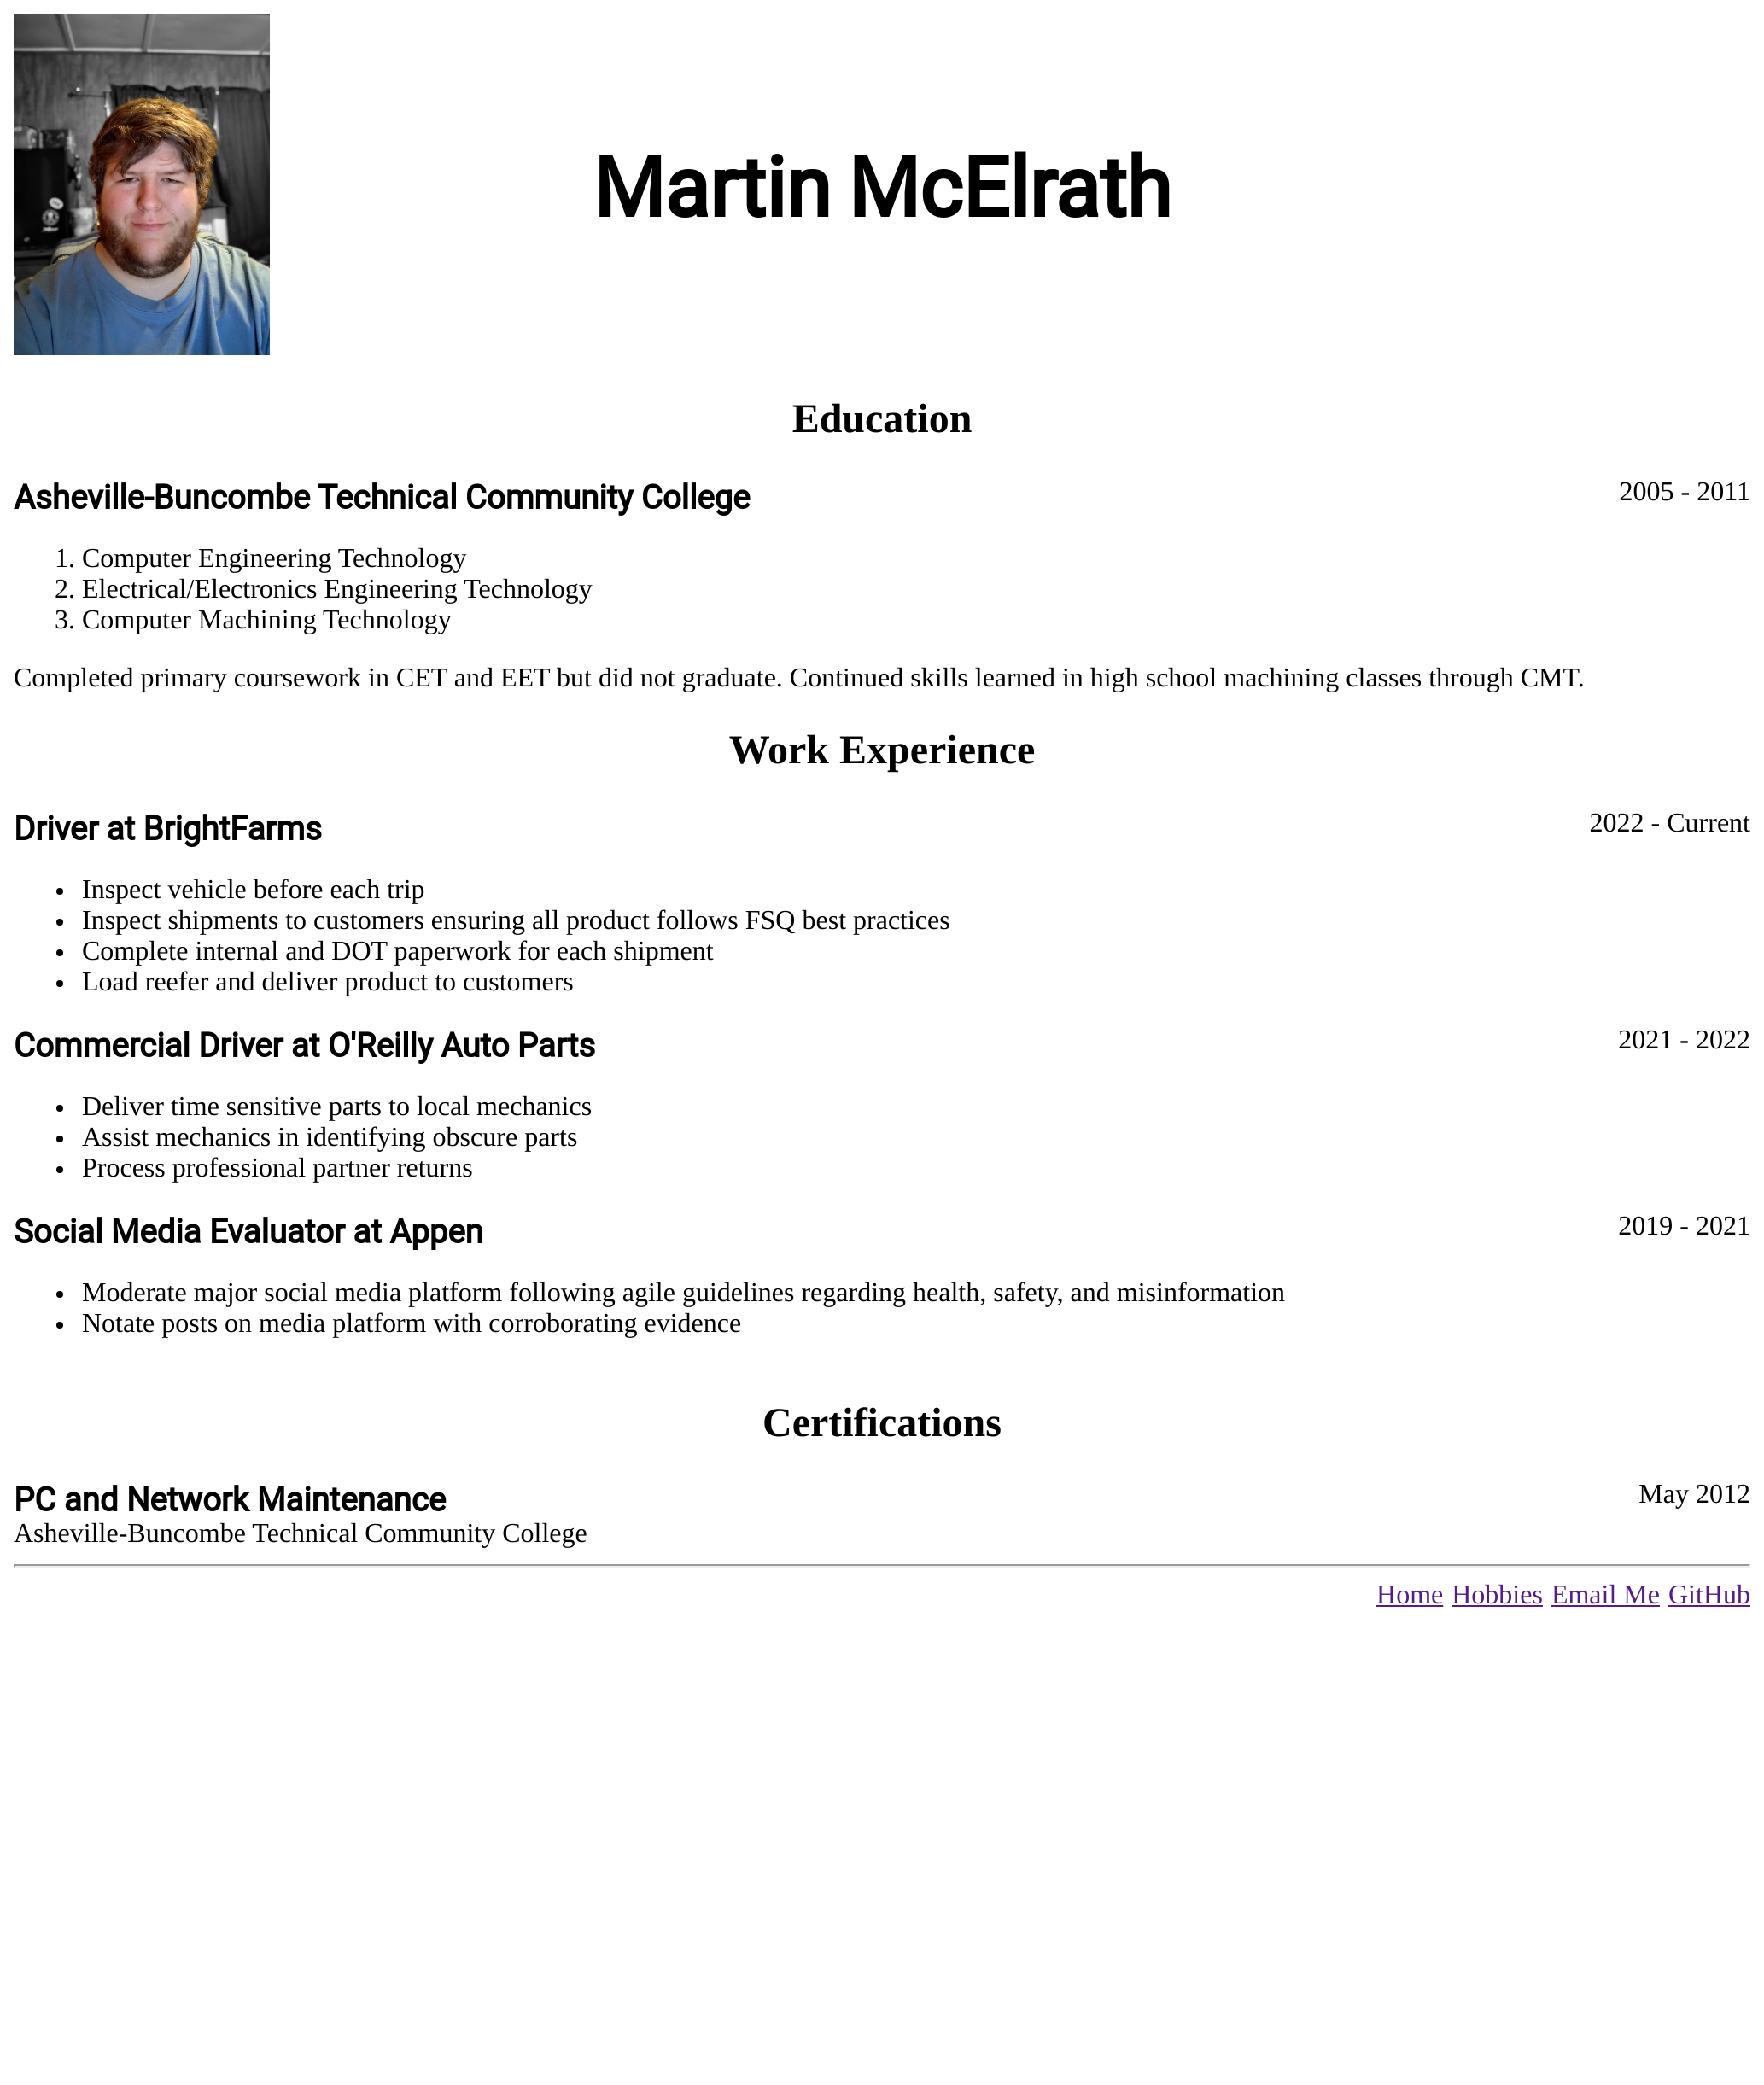 Martin McElrath
Education
Asheville-Buncombe Technical Community College
2005 - 2011
1. Computer Engineering Technology
2. Electrical/Electronics Engineering Technology
3. Computer Machining Technology
Completed primary coursework in CET and EET but did not graduate. Continued skills learned in high school machining classes through CMT.
Work Experience
Driver at BrightFarms
2022 - Current
• Inspect vehicle before each trip
• Inspect shipments to customers ensuring all product follows FSQ best practices
• Complete internal and DOT paperwork for each shipment
• Load reefer and deliver product to customers
Commercial Driver at O'Reilly Auto Parts
2021 - 2022
• Deliver time sensitive parts to local mechanics
• Assist mechanics in identifying obscure parts
• Process professional partner returns
Social Media Evaluator at Appen
2019 - 2021
• Moderate major social media platform following agile guidelines regarding health, safety, and misinformation
• Notate posts on media platform with corroborating evidence
Certifications
PC and Network Maintenance
May 2012
Asheville-Buncombe Technical Community College
Home Hobbies Email Me GitHub